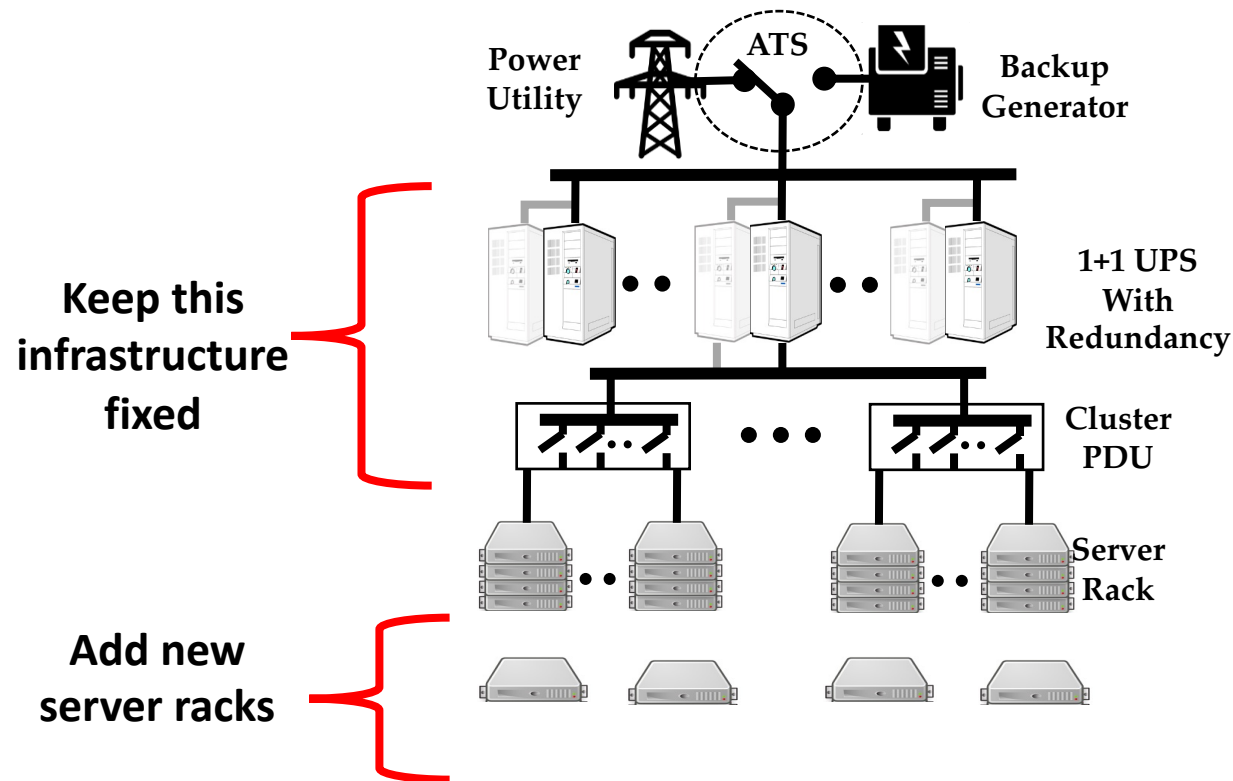 Power
Utility
ATS
Backup
Generator
Keep this
infrastructure
fixed
1+1 UPS
With
Redundancy
Cluster
PDU
Server
Rack
Add new
server racks